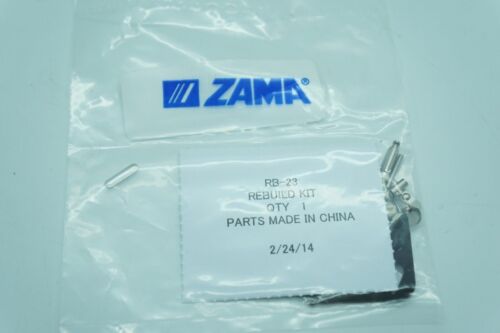 ZAMA®
RB-23
REBUILD KIT
QTY 1
PARTS MADE IN CHINA
2/24/14